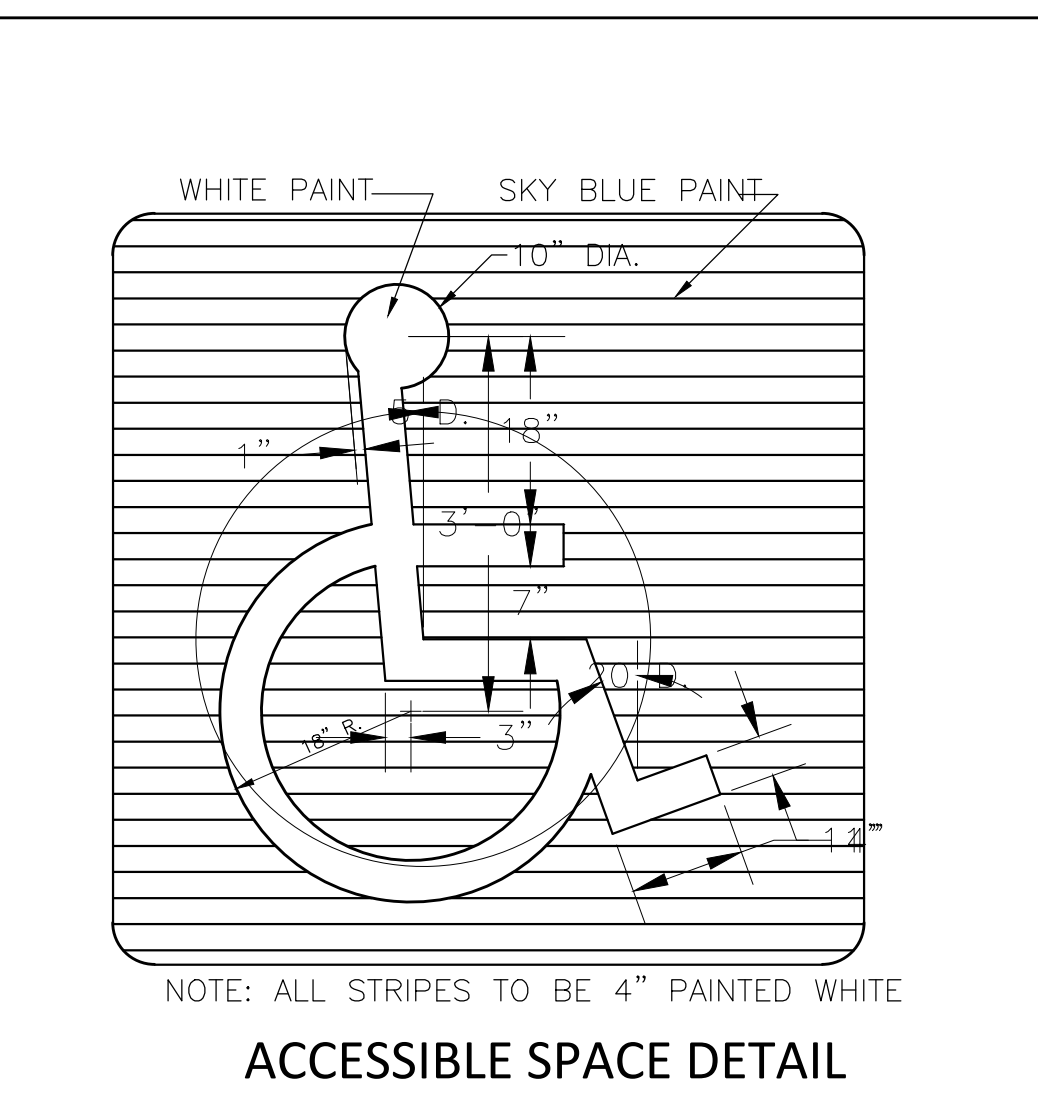 WHITE PAINT
SKY BLUE PAINT
10” DIA.
5 D.
18”
1”
3'-0”
7”
20 D.
18” R.
3”
NOTE: ALL STRIPES TO BE 4” PAINTED WHITE
ACCESSIBLE SPACE DETAIL